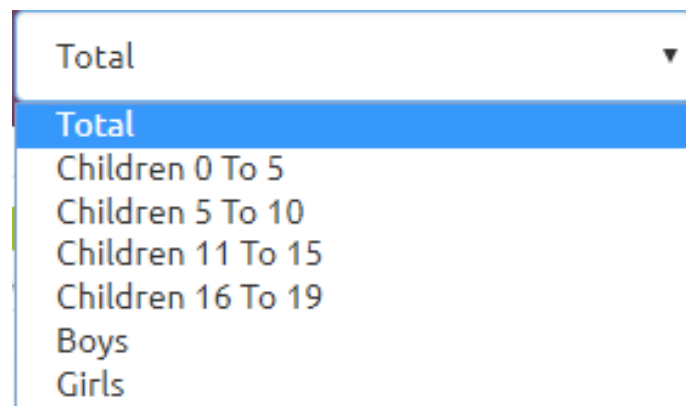 Total
Total
Children 0 To 5
Children 5 To 10
Children 11 To 15
Children 16 To 19
Boys
Girls